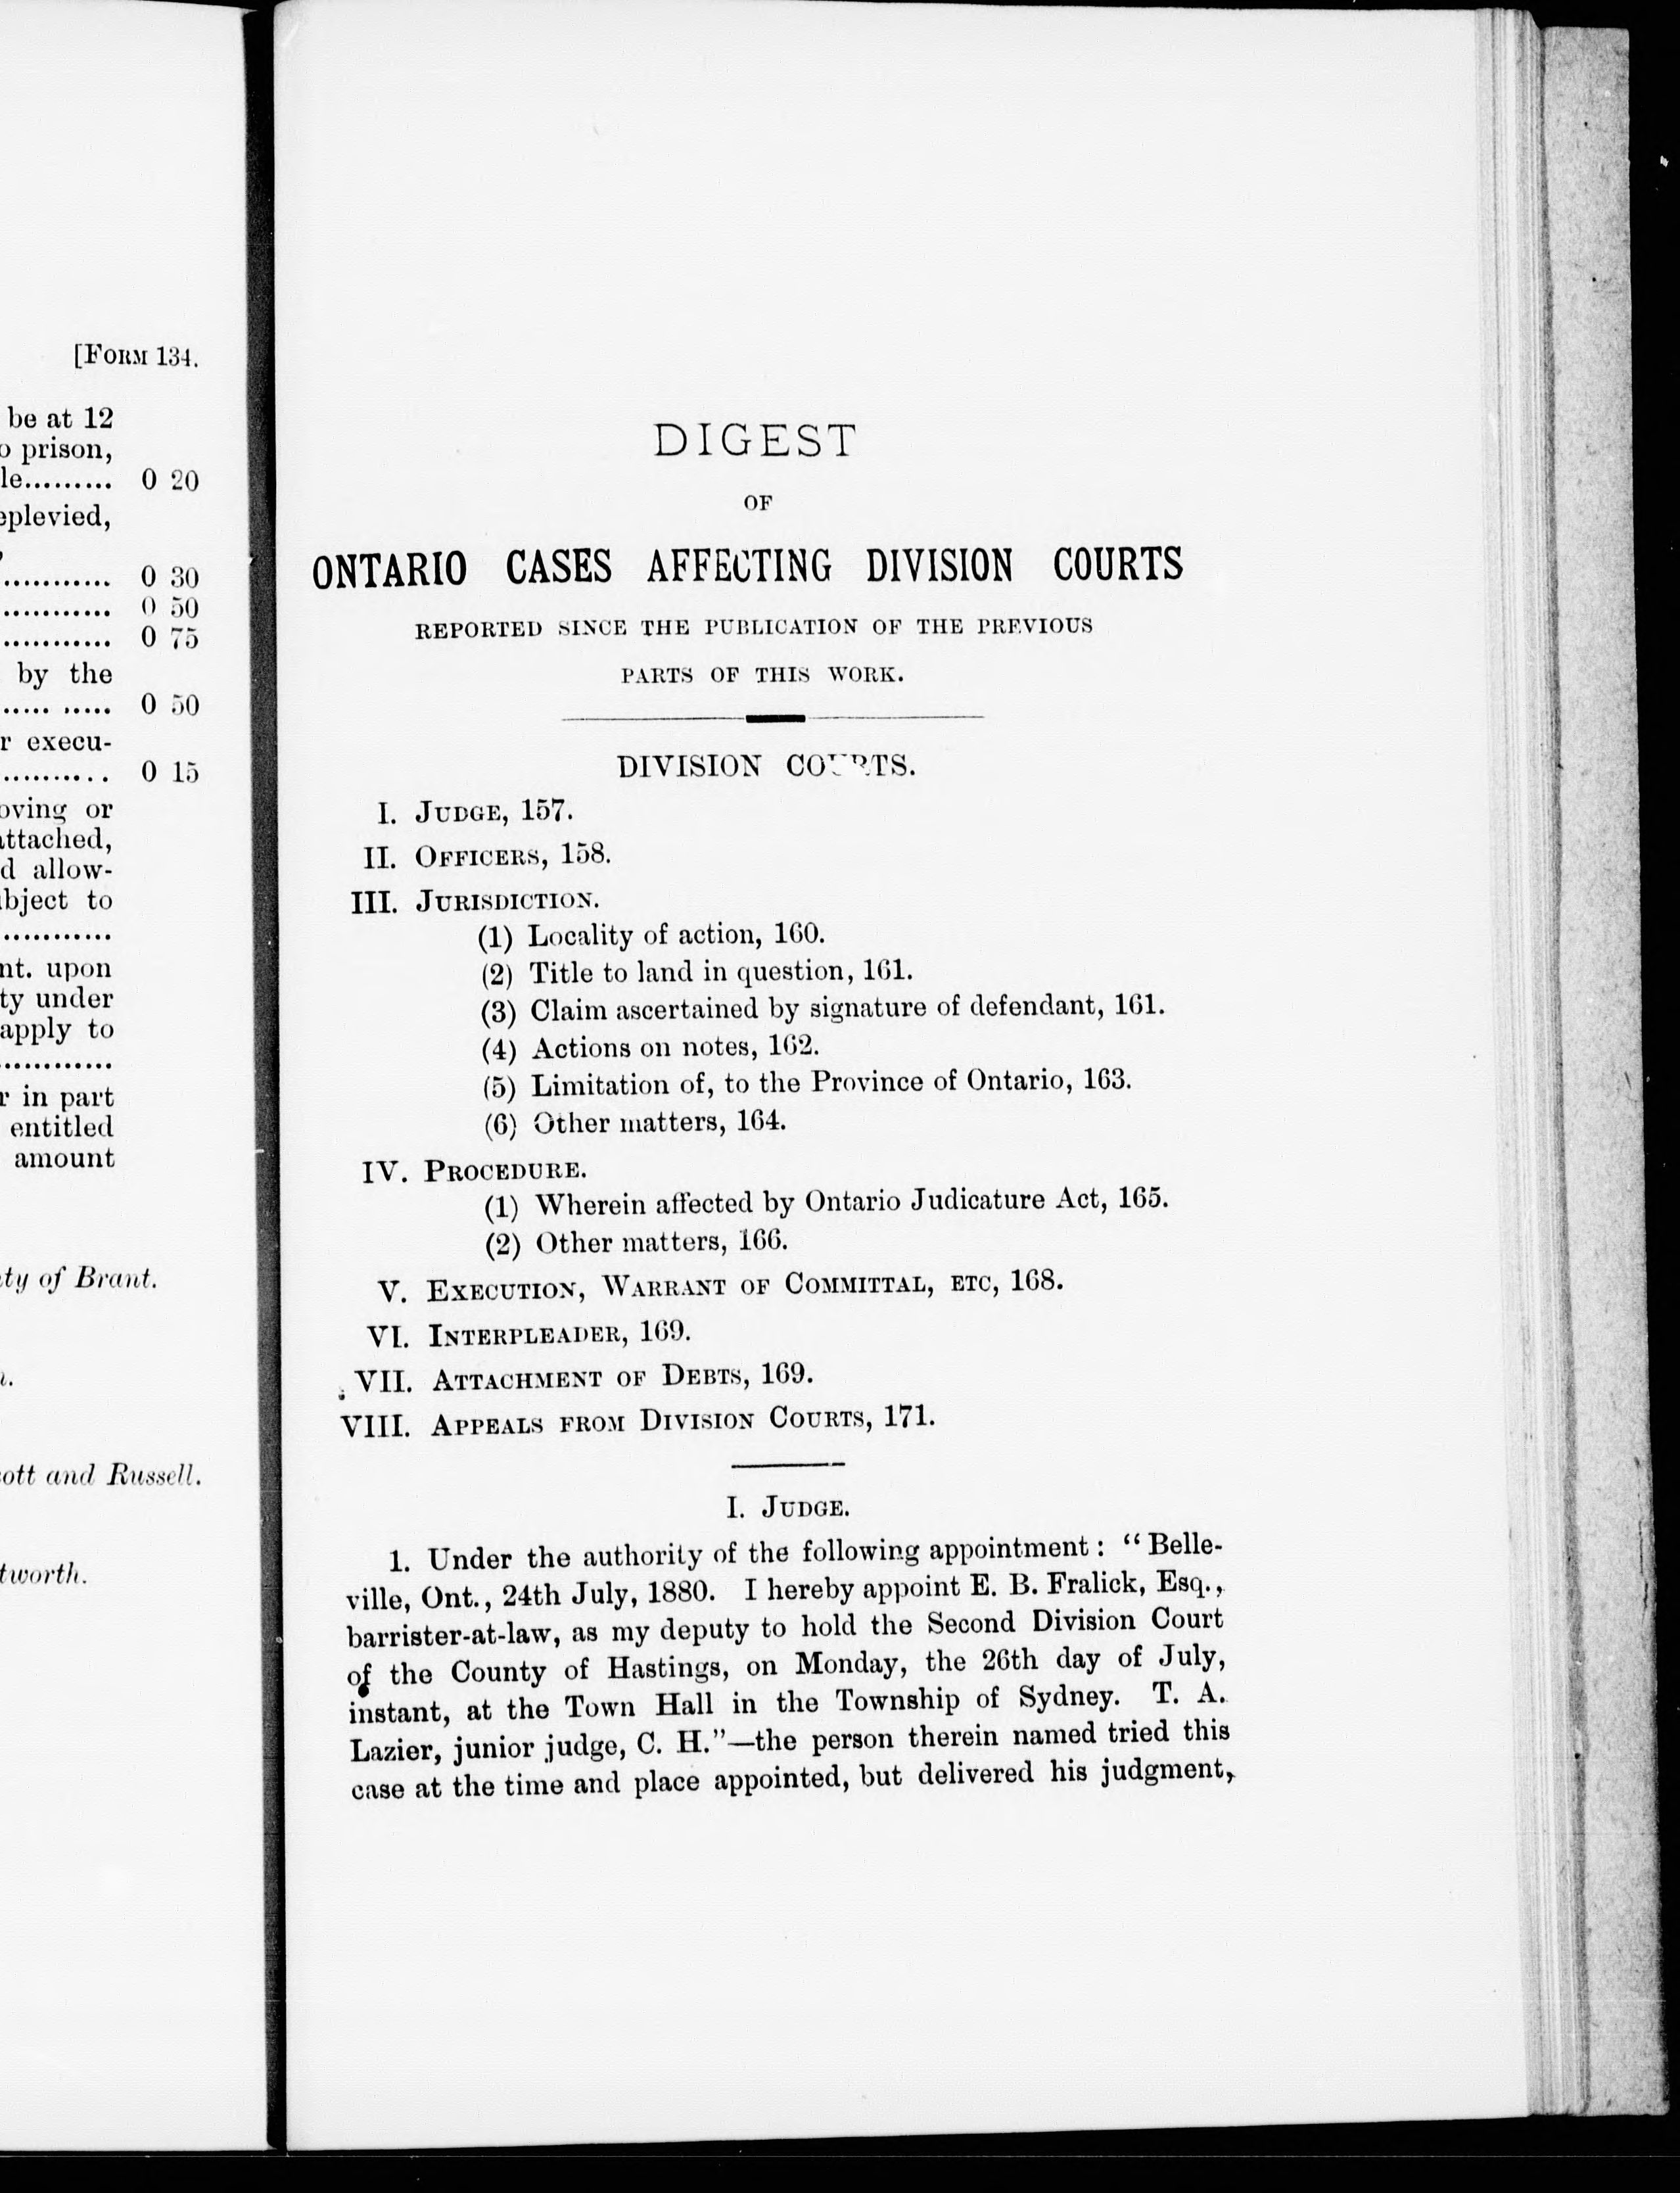 [FORM 134.
be at 12
prison,
0 20
0 30
0 50
0 75
by the
0 50
execu-
0 15
or
allow-
to
upon
under
apply to
in part
entitled
amount
of Brant.
and Russell.
DIGEST
OF
ONTARIO CASES AFFECTING DIVISION COURTS
REPORTED SINCE THE PUBLICATION OF THE PREVIOUS
PARTS OF THIS WORK.
DIVISION COURTS.
I. JUDGE, 157.
II. OFFICERS, 158.
III. JURISDICTION.
(1) Locality of action, 160.
(2) Title to land in question, 161.
(3) Claim ascertained by signature of defendant, 161.
(4) Actions on notes, 162.
(5) Limitation of, to the Province of Ontario, 163.
(6) Other matters, 164.
IV. PROCEDURE.
(1) Wherein affected by Ontario Judicature Act, 165.
(2) Other matters, 166.
V. EXECUTION, WARRANT OF COMMITTAL, ETC, 168.
VI. INTERPLEADER, 169.
VII. ATTACHMENT OF DEBTS, 169.
VIII. APPEALS FROM DIVISION COURTS, 171.
I. JUDGE.
1. Under the authority of the following appointment: “Belle-
ville, Ont., 24th July, 1880. I hereby appoint E. B. Fralick, Esq.,
barrister-at-law, as my deputy to hold the Second Division Court
of the County of Hastings, on Monday, the 26th day of July,
instant, at the Town Hall in the Township of Sydney. T. A.
Lazier, junior judge, C. H.”—the person therein named tried this
case at the time and place appointed, but delivered his judgment,